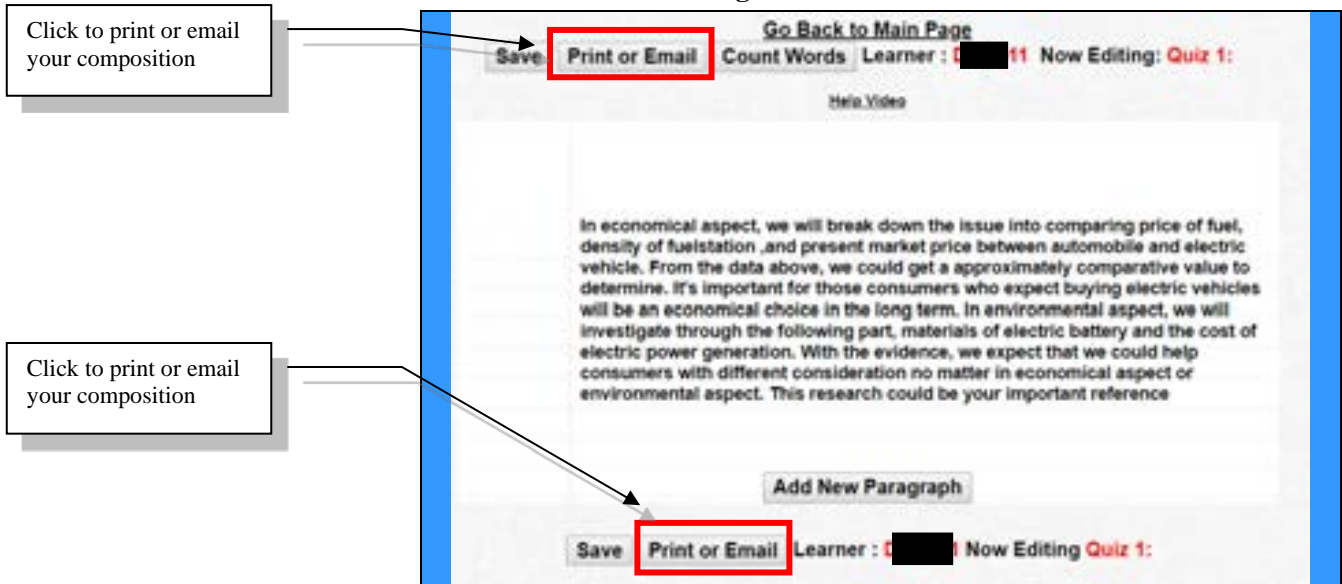 Click to print or email
your composition
Go Back to Main Page
Save Print or Email Count Words Learner : 11 Now Editing: Quiz 1:
Help Video
In economical aspect, we will break down the issue into comparing price of fuel,
density of fuelstation ,and present market price between automobile and electric
vehicle. From the data above, we could get a approximately comparative value to
determine. It's important for those consumers who expect buying electric vehicles
will be an economical choice in the long term. In environmental aspect, we will
investigate through the following part, materials of electric battery and the cost of
electric power generation. With the evidence, we expect that we could help
consumers with different consideration no matter in economical aspect or
environmental aspect. This research could be your important reference
Click to print or email
your composition
Add New Paragraph
Save Print or Email Learner : Now Editing Quiz 1: